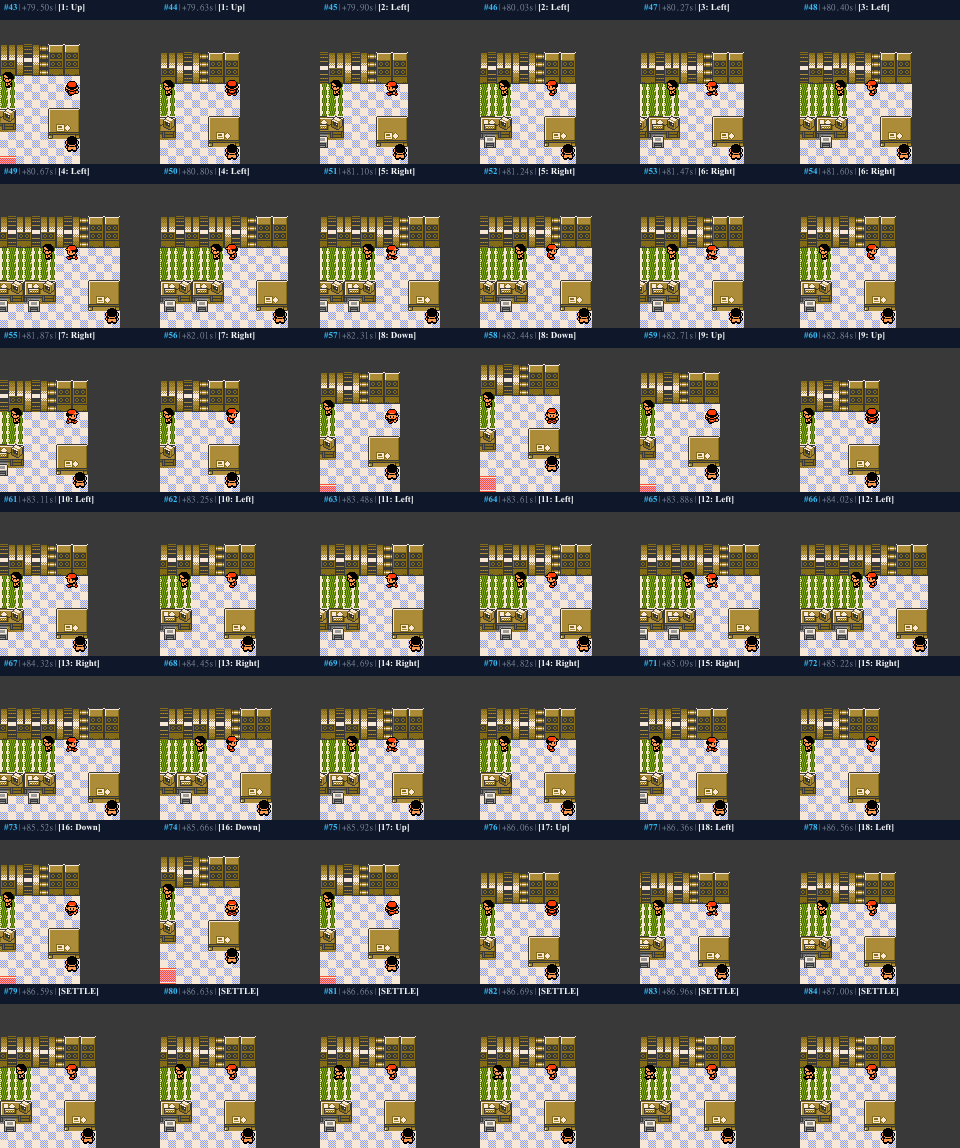 #43|+79.50s|[1: Up] #44|+79.63s|[1: Up] #45|+79.90s|[2: Left] #46|+80.03s|[2: Left] #47|+80.27s|[3: Left] #48|+80.40s|[3: Left]
#49|+80.67s|[4: Left] #50|+80.80s|[4: Left] #51|+81.10s|[5: Right] #52|+81.24s|[5: Right] #53|+81.47s|[6: Right] #54|+81.60s|[6: Right]
#55|+81.87s|[7: Right] #56|+82.01s|[7: Right] #57|+82.31s|[8: Down] #58|+82.44s|[8: Down] #59|+82.71s|[9: Up] #60|+82.84s|[9: Up]
#61|+83.11s|[10: Left] #62|+83.25s|[10: Left] #63|+83.48s|[11: Left] #64|+83.61s|[11: Left] #65|+83.88s|[12: Left] #66|+84.02s|[12: Left]
#67|+84.32s|[13: Right] #68|+84.45s|[13: Right] #69|+84.69s|[14: Right] #70|+84.82s|[14: Right] #71|+85.09s|[15: Right] #72|+85.22s|[15: Right]
#73|+85.52s|[16: Down] #74|+85.66s|[16: Down] #75|+85.92s|[17: Up] #76|+86.06s|[17: Up] #77|+86.36s|[18: Left] #78|+86.56s|[18: Left]
#79|+86.59s|[SETTLE] #80|+86.63s|[SETTLE] #81|+86.66s|[SETTLE] #82|+86.69s|[SETTLE] #83|+86.96s|[SETTLE] #84|+87.00s|[SETTLE]